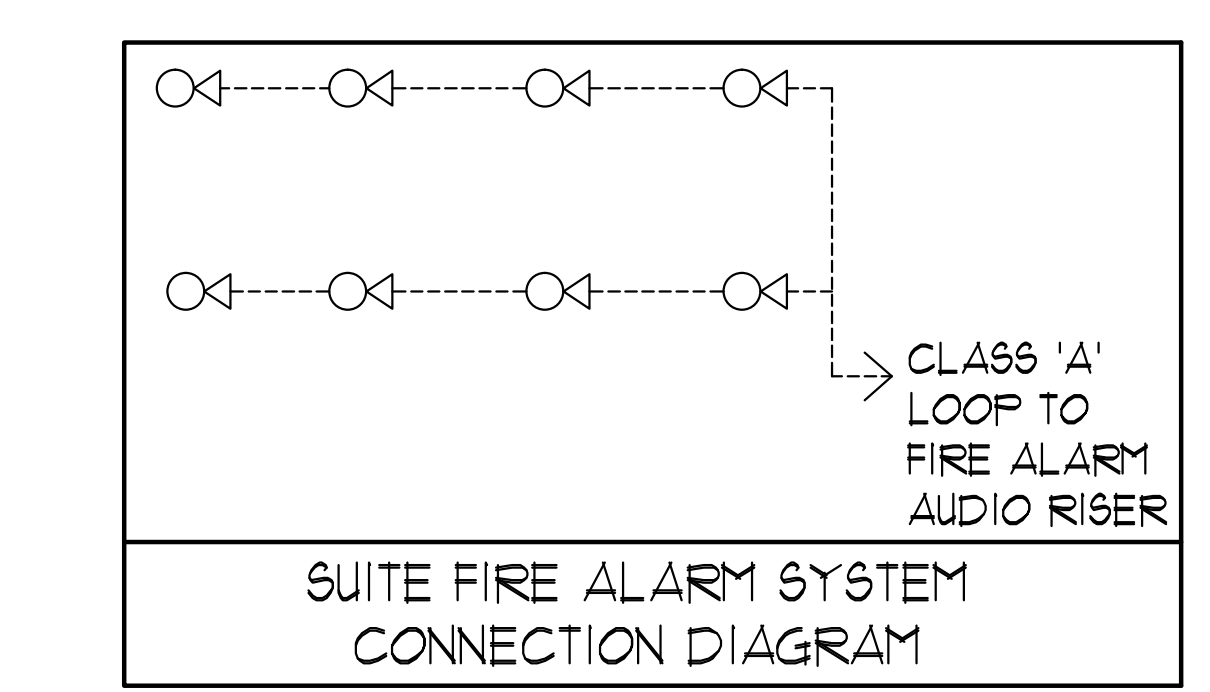 CLASS 'A'
LOOP TO
FIRE ALARM
AUDIO RISER
SUITE FIRE ALARM SYSTEM
CONNECTION DIAGRAM